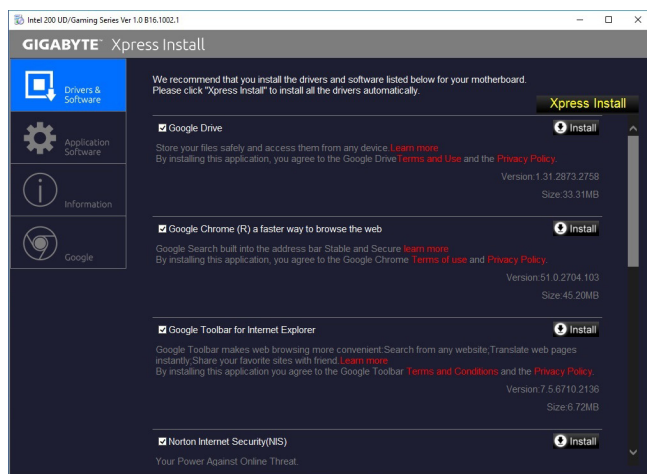 Intel 200 UD/Gaming Series Ver 1.0 B16.1002.1
GIGABYTE™ Xpress Install
Drivers &
Software
Application
Software
Information
Google
We recommend that you install the drivers and software listed below for your motherboard.
Please click "Xpress Install" to install all the drivers automatically.
Xpress Install
Google Drive
Install
Store your files safely and access them from any device.Learn more
By installing this application, you agree to the Google DriveTerms and Use and the Privacy Policy.
Version:1.31.2873.2758
Size:33.31MB
Google Chrome (R) a faster way to browse the web
Install
Google Search built into the address bar Stable and Secure learn more
By installing this application, you agree to the Google Chrome Terms of use and Privacy Policy.
Version:51.0.2704.103
Size:45.20MB
Google Toolbar for Internet Explorer
Install
Google Toolbar makes web browsing more convenient:Search from any website;Translate web pages
instantly;Share your favorite sites with friend.Learn more
By installing this application you agree to the Google Toolbar Terms and Conditions and the Privacy Policy.
Version:7.5.6710.2136
Size:6.72MB
Norton Internet Security(NIS)
Install
Your Power Against Online Threat.